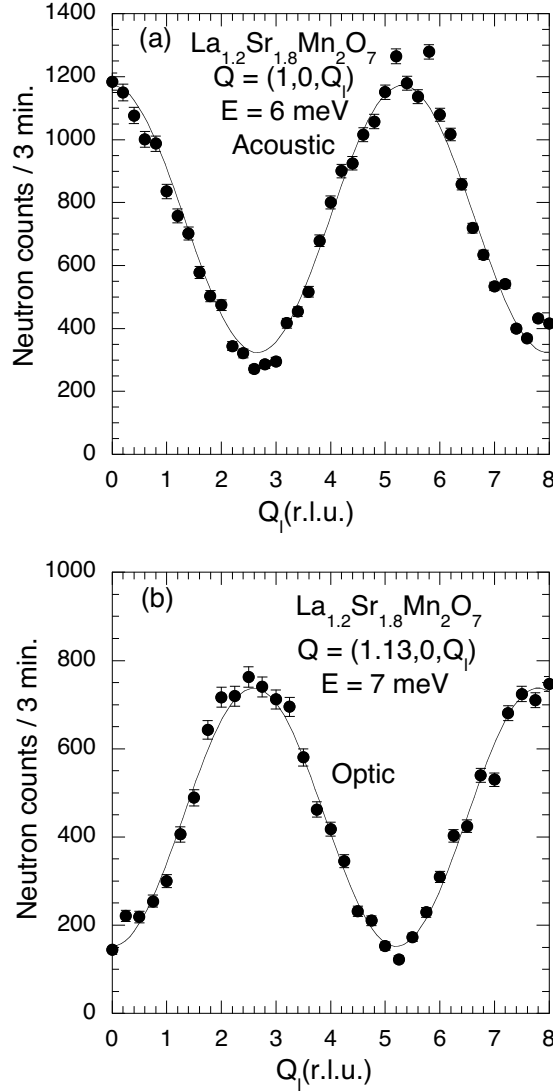 (a)
La1.2Sr1.8Mn2O7
Q = (1,0,Ql)
E = 6 meV
Acoustic
Neutron counts / 3 min.
1400
1200
1000
800
600
400
200
0
0 1 2 3 4 5 6 7 8
Ql(r.l.u.)
(b)
La1.2Sr1.8Mn2O7
Q = (1.13,0,Ql)
E = 7 meV
Optic
Neutron counts / 3 min.
1000
800
600
400
200
0
0 1 2 3 4 5 6 7 8
Ql(r.l.u.)